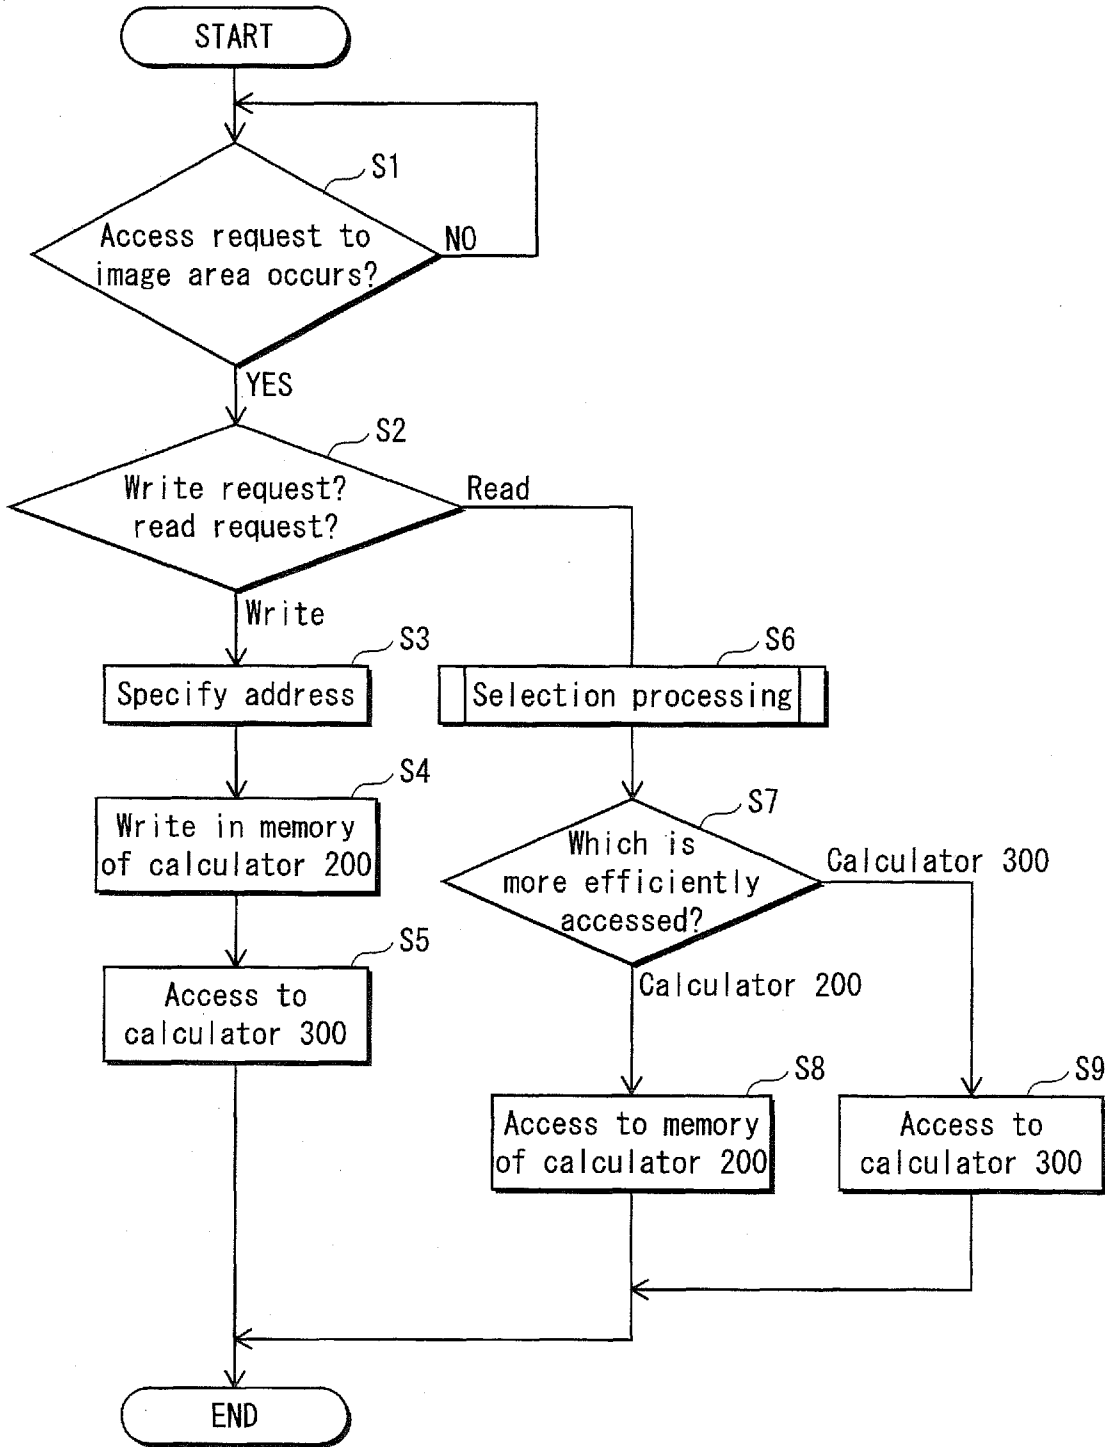 START
S1
Access request to
image area occurs?
NO
YES
S2
Write request?
read request?
Read
Write
S3
Specify address
S6
Selection processing
S4
Write in memory
of calculator 200
S7
Which is
more efficiently
accessed?
Calculator 300
Calculator 200
S5
Access to
calculator 300
S8
Access to memory
of calculator 200
S9
Access to
calculator 300
END